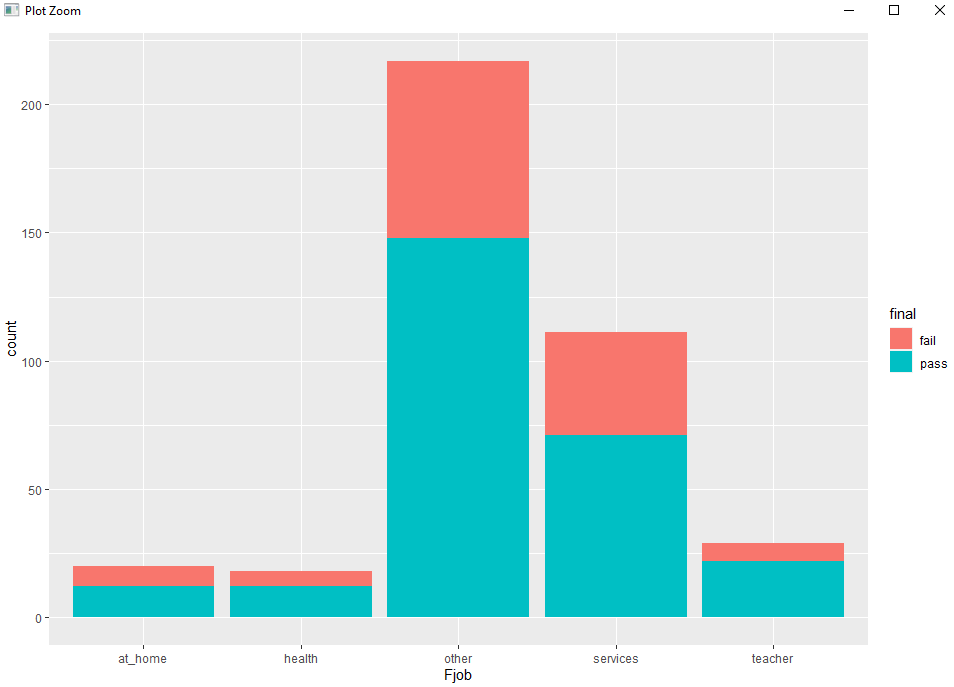 Plot Zoom
200
150
100
50
0
count
at_home health other services teacher
Fjob
final
fail
pass